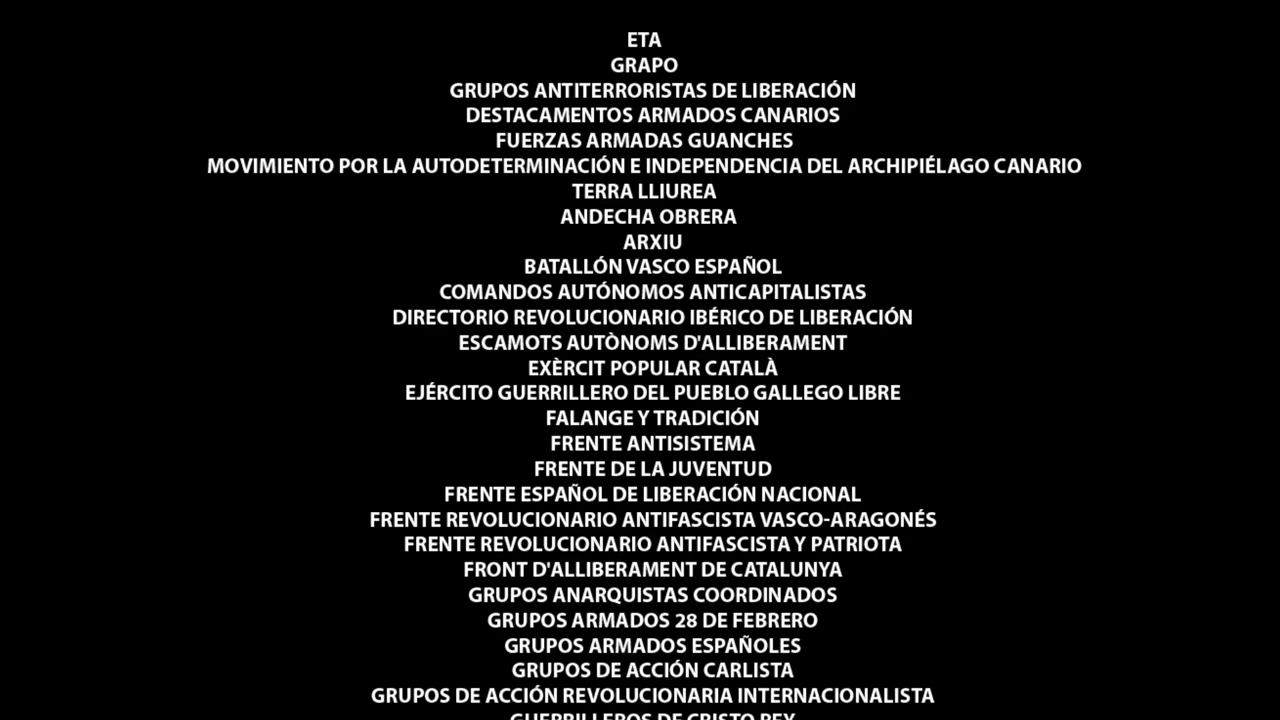 ETA
GRAPO
GRUPOS ANTITERRORISTAS DE LIBERACIÓN
DESTACAMENTOS ARMADOS CANARIOS
FUERZAS ARMADAS GUANCHES
MOVIMIENTO POR LA AUTODETERMINACIÓN E INDEPENDENCIA DEL ARCHIPIÉLAGO CANARIO
TERRA LLIUREA
ANDECHA OBRERA
ARXIU
BATALLÓN VASCO ESPAÑOL
COMANDOS AUTÓNOMOS ANTICAPITALISTAS
DIRECTORIO REVOLUCIONARIO IBÉRICO DE LIBERACIÓN
ESCAMOTS AUTÒNOMS D'ALLIBERAMENT
EXÈRCIT POPULAR CATALÀ
EJÉRCITO GUERRILLERO DEL PUEBLO GALLEGO LIBRE
FALANGE Y TRADICIÓN
FRENTE ANTISISTEMA
FRENTE DE LA JUVENTUD
FRENTE ESPAÑOL DE LIBERACIÓN NACIONAL
FRENTE REVOLUCIONARIO ANTIFASCISTA VASCO-ARAGONÉS
FRENTE REVOLUCIONARIO ANTIFASCISTA Y PATRIOTA
FRONT D'ALLIBERAMENT DE CATALUNYA
GRUPOS ANARQUISTAS COORDINADOS
GRUPOS ARMADOS 28 DE FEBRERO
GRUPOS ARMADOS ESPAÑOLES
GRUPOS DE ACCIÓN CARLISTA
GRUPOS DE ACCIÓN REVOLUCIONARIA INTERNACIONALISTA
GUERRILLEROS DE CRISTO REY